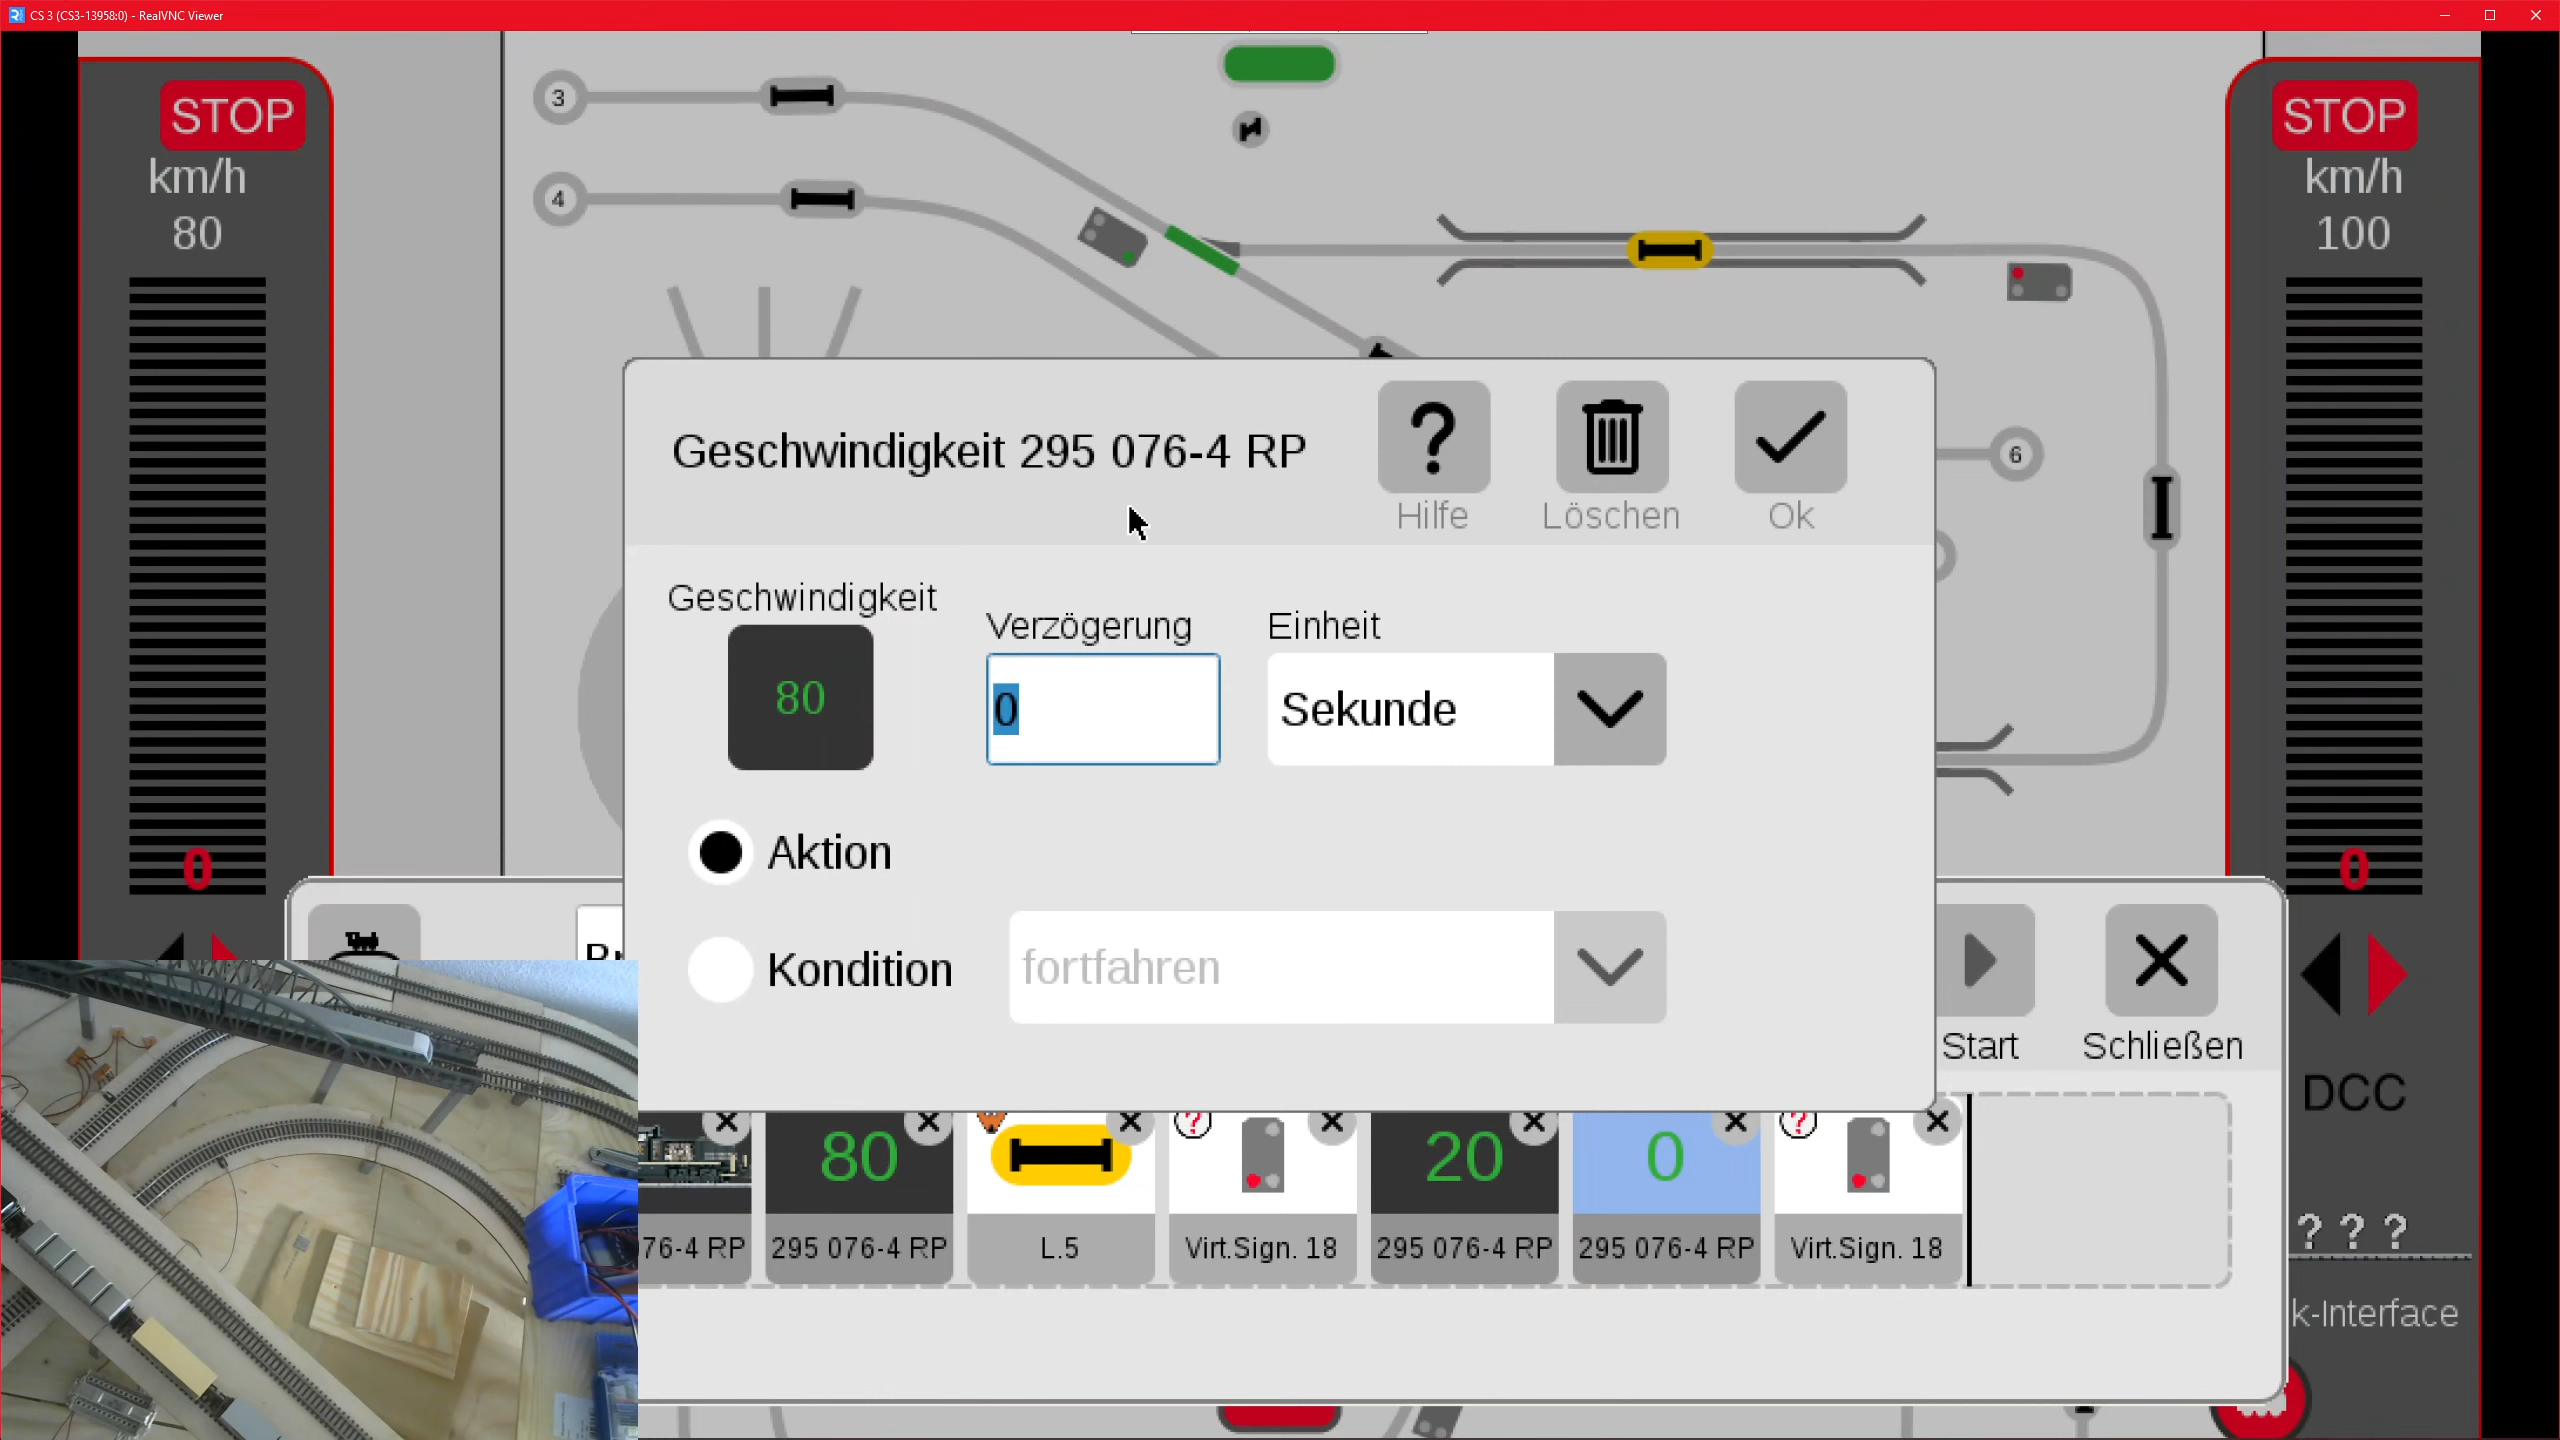 CS 3 (CS3-13958:0) - RealVNC Viewer
STOP
km/h
80
0
3
4
6
STOP
km/h
100
0
Geschwindigkeit 295 076-4 RP
?
Hilfe
Löschen
Ok
Geschwindigkeit
80
Verzögerung
0
Einheit
Sekunde
Aktion
Kondition
fortfahren
Start
Schließen
DCC
? ? ?
k-Interface
80
20
0
76-4 RP
295 076-4 RP
L.5
Virt.Sign. 18
295 076-4 RP
295 076-4 RP
Virt.Sign. 18